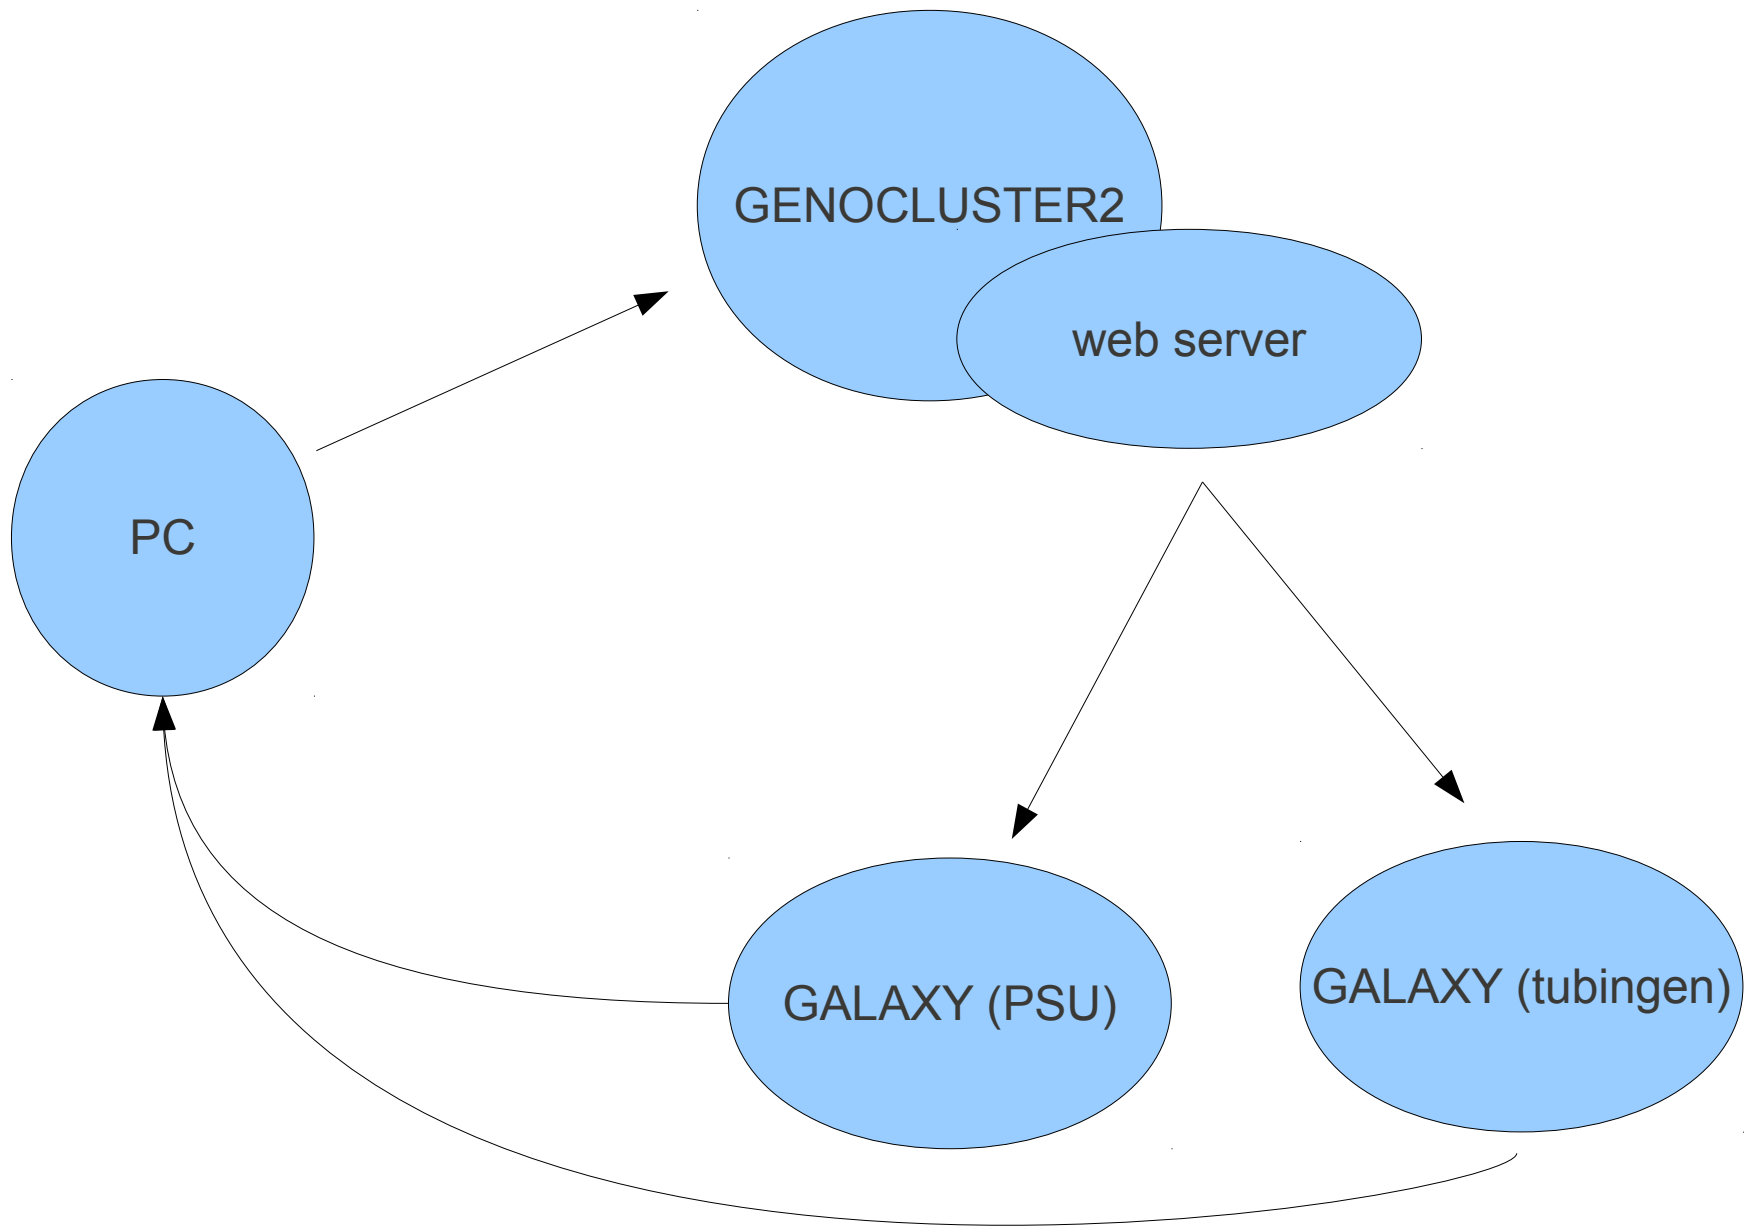 GENOCLUSTER2
web server
PC
GALAXY (PSU)
GALAXY (tubingen)